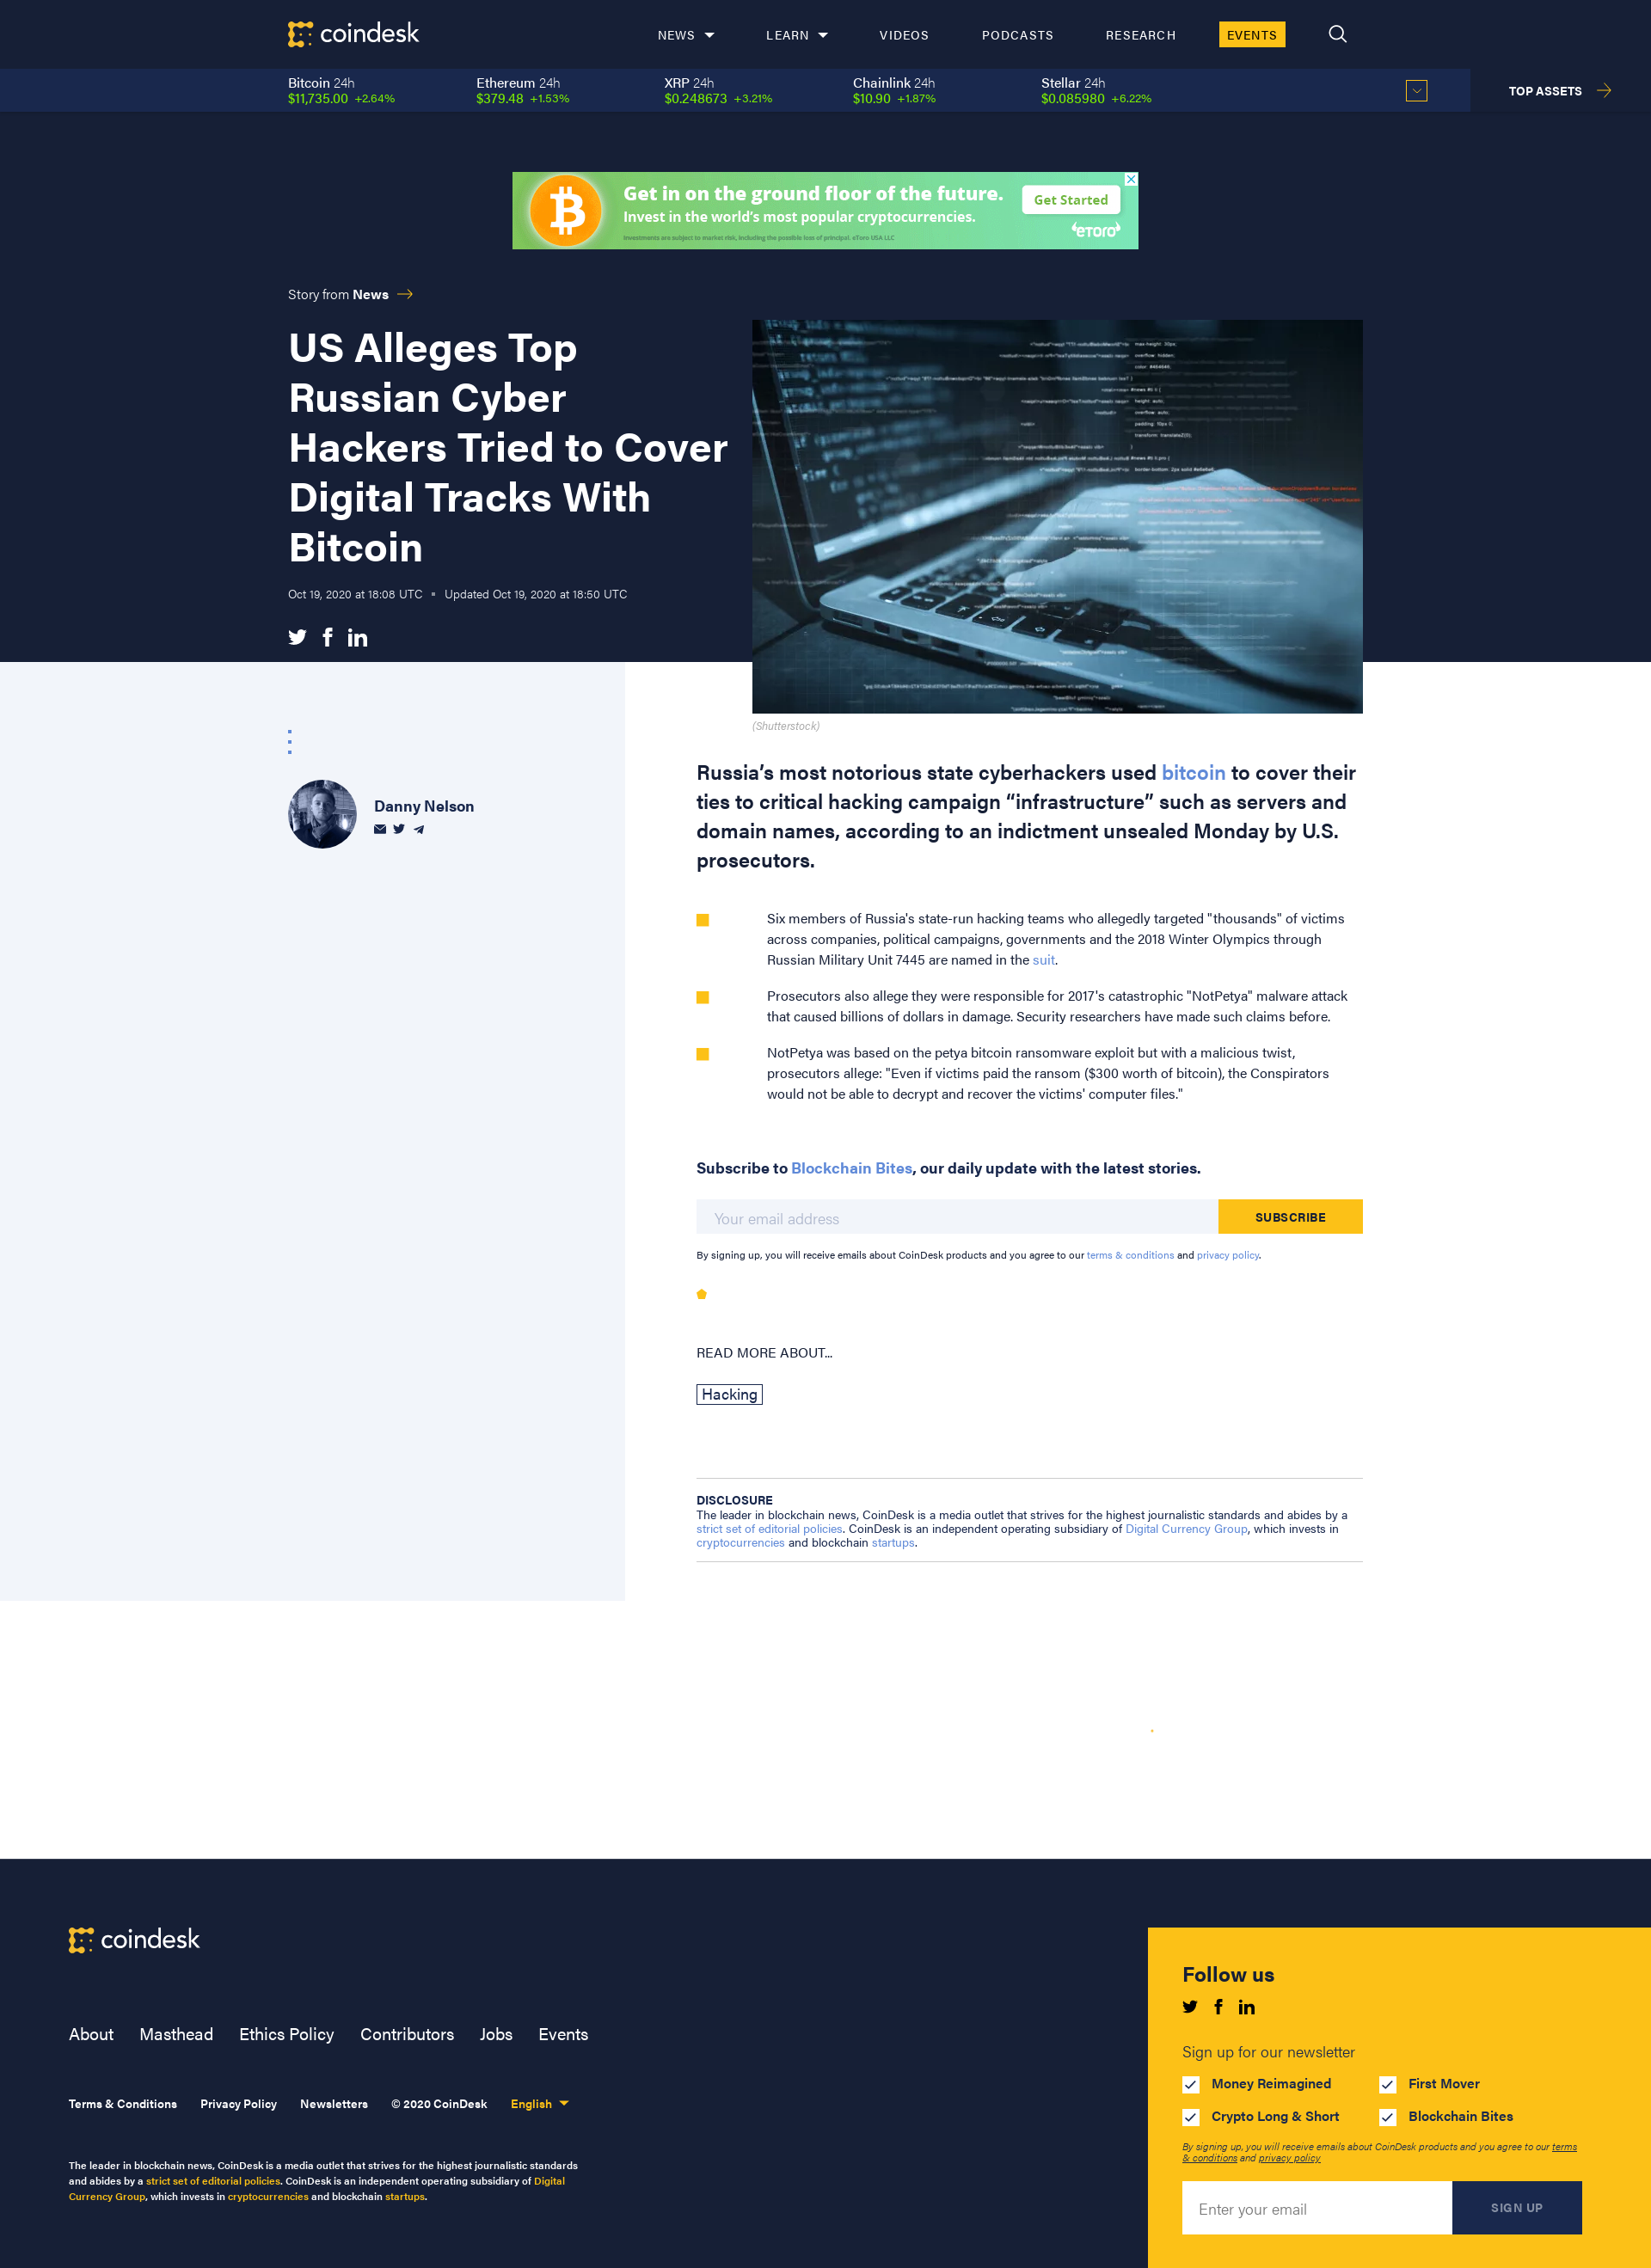 coindesk
NEWS LEARN VIDEOS PODCASTS RESEARCH EVENTS
Bitcoin 24h Ethereum 24h XRP 24h Chainlink 24h Stellar 24h
$11,735.00 +2.64% $379.48 +1.53% $0.248673 +3.21% $10.90 +1.87% $0.085980 +6.22%
TOP ASSETS
Get in on the ground floor of the future.
Invest in the world's most popular cryptocurrencies.
Investments are subject to market risk, including the possible loss of principal. eToro USA LLC
Get Started
eToro
Story from News
US Alleges Top
Russian Cyber
Hackers Tried to Cover
Digital Tracks With
Bitcoin
Oct 19, 2020 at 18:08 UTC ▪ Updated Oct 19, 2020 at 18:50 UTC
(Shutterstock)
Danny Nelson
Russia’s most notorious state cyberhackers used bitcoin to cover their
ties to critical hacking campaign “infrastructure” such as servers and
domain names, according to an indictment unsealed Monday by U.S.
prosecutors.
Six members of Russia's state-run hacking teams who allegedly targeted "thousands" of victims
across companies, political campaigns, governments and the 2018 Winter Olympics through
Russian Military Unit 7445 are named in the suit.
Prosecutors also allege they were responsible for 2017's catastrophic "NotPetya" malware attack
that caused billions of dollars in damage. Security researchers have made such claims before.
NotPetya was based on the petya bitcoin ransomware exploit but with a malicious twist,
prosecutors allege: "Even if victims paid the ransom ($300 worth of bitcoin), the Conspirators
would not be able to decrypt and recover the victims' computer files."
Subscribe to Blockchain Bites, our daily update with the latest stories.
Your email address
SUBSCRIBE
By signing up, you will receive emails about CoinDesk products and you agree to our terms & conditions and privacy policy.
READ MORE ABOUT...
Hacking
DISCLOSURE
The leader in blockchain news, CoinDesk is a media outlet that strives for the highest journalistic standards and abides by a
strict set of editorial policies. CoinDesk is an independent operating subsidiary of Digital Currency Group, which invests in
cryptocurrencies and blockchain startups.
coindesk
About Masthead Ethics Policy Contributors Jobs Events
Terms & Conditions Privacy Policy Newsletters © 2020 CoinDesk English
The leader in blockchain news, CoinDesk is a media outlet that strives for the highest journalistic standards
and abides by a strict set of editorial policies. CoinDesk is an independent operating subsidiary of Digital
Currency Group, which invests in cryptocurrencies and blockchain startups.
Follow us
Sign up for our newsletter
Money Reimagined First Mover
Crypto Long & Short Blockchain Bites
By signing up, you will receive emails about CoinDesk products and you agree to our terms
& conditions and privacy policy
Enter your email
SIGN UP